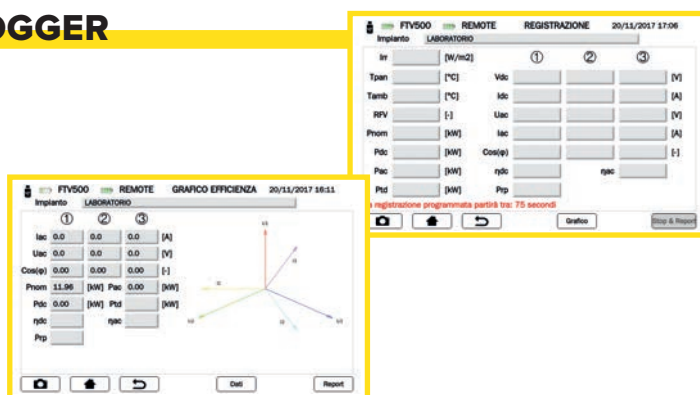 OGGER
FTV500 REMOTE REGISTRAZIONE 20/11/2017 17:06
Impianto LABORATORIO
Irr [W/m2] ① ② ③
Tpan [°C] Vdc [V]
Tamb [°C] Idc [A]
RFV [-] Uac [V]
Pnom [kW] Iac [A]
Pdc [kW] Cos(φ) [-]
Pac [kW] ηdc ηac
Ptd [kW] Prp
a registrazione programmata partirà tra: 75 secondi
Grafico Stop & Report
FTV500 REMOTE GRAFICO EFFICIENZA 20/11/2017 16:11
Impianto LABORATORIO
① ② ③
Iac 0.0 0.0 0.0 [A]
Uac 0.0 0.0 0.0 [V]
Cos(φ) 0.00 0.00 0.00 [-]
Pnom 11.96 [kW] Pac 0.00 [kW]
Pdc 0.00 [kW] Ptd [kW]
ηdc ηac
Prp
Dati Report